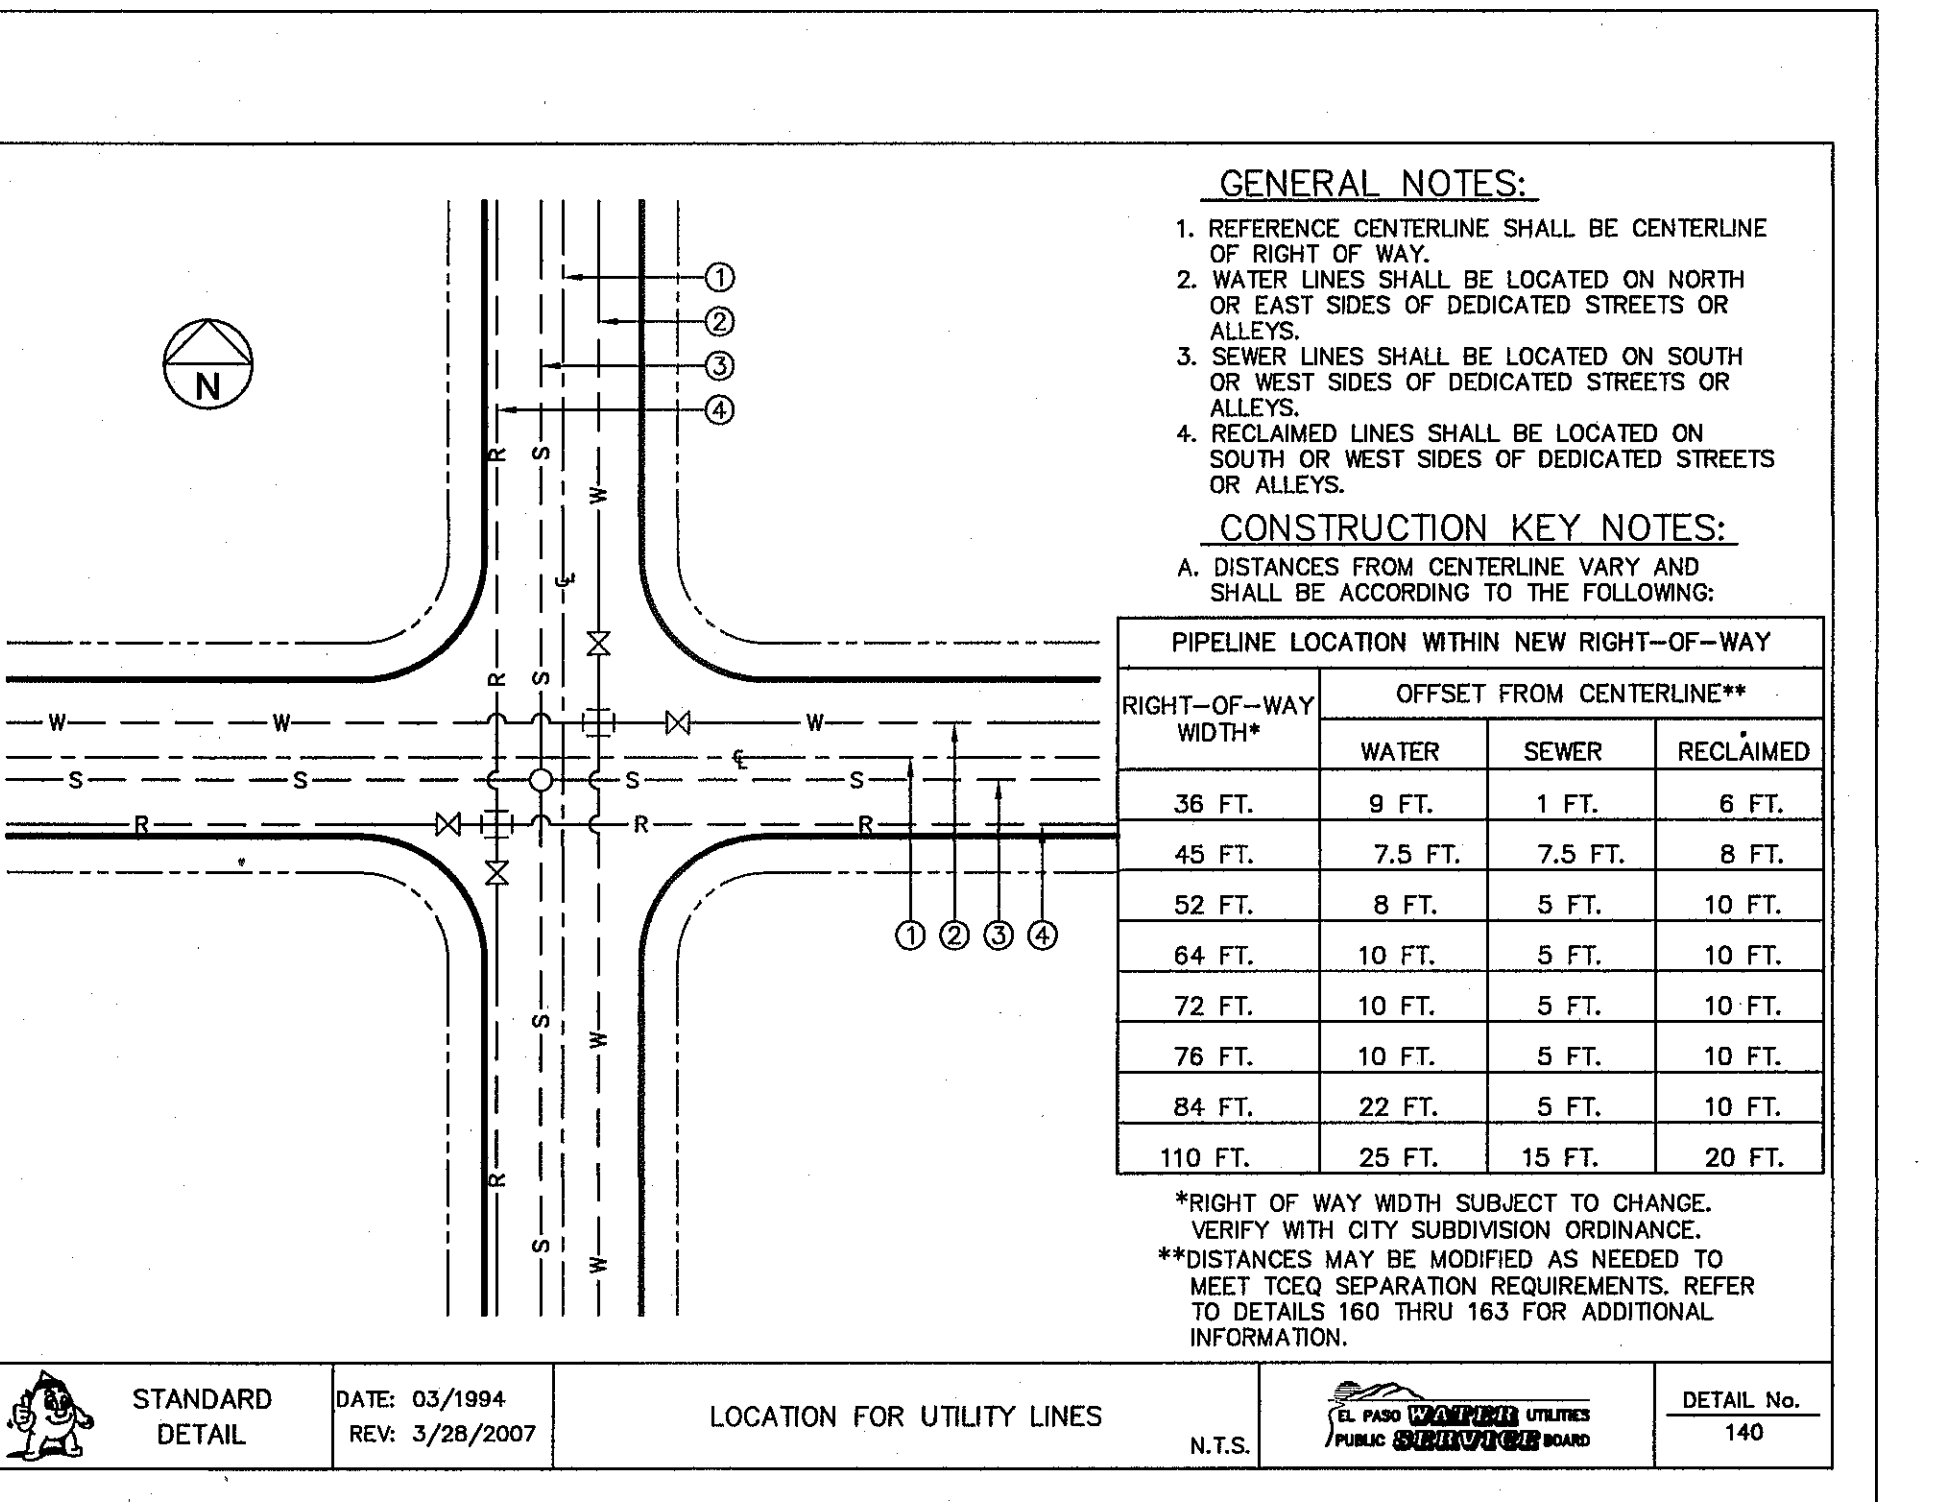 GENERAL NOTES:
1. REFERENCE CENTERLINE SHALL BE CENTERLINE
OF RIGHT OF WAY.
2. WATER LINES SHALL BE LOCATED ON NORTH
OR EAST SIDES OF DEDICATED STREETS OR
ALLEYS.
3. SEWER LINES SHALL BE LOCATED ON SOUTH
OR WEST SIDES OF DEDICATED STREETS OR
ALLEYS.
4. RECLAIMED LINES SHALL BE LOCATED ON
SOUTH OR WEST SIDES OF DEDICATED STREETS
OR ALLEYS.
CONSTRUCTION KEY NOTES:
A. DISTANCES FROM CENTERLINE VARY AND
SHALL BE ACCORDING TO THE FOLLOWING:
PIPELINE LOCATION WITHIN NEW RIGHT-OF-WAY
RIGHT-OF-WAY
WIDTH*
OFFSET FROM CENTERLINE**
WATER SEWER RECLAIMED
36 FT. 9 FT. 1 FT. 6 FT.
45 FT. 7.5 FT. 7.5 FT. 8 FT.
52 FT. 8 FT. 5 FT. 10 FT.
64 FT. 10 FT. 5 FT. 10 FT.
72 FT. 10 FT. 5 FT. 10 FT.
76 FT. 10 FT. 5 FT. 10 FT.
84 FT. 22 FT. 5 FT. 10 FT.
110 FT. 25 FT. 15 FT. 20 FT.
*RIGHT OF WAY WIDTH SUBJECT TO CHANGE.
VERIFY WITH CITY SUBDIVISION ORDINANCE.
**DISTANCES MAY BE MODIFIED AS NEEDED TO
MEET TCEQ SEPARATION REQUIREMENTS. REFER
TO DETAILS 160 THRU 163 FOR ADDITIONAL
INFORMATION.
N
1
2
3
4
R S
W
℄
R S
W W W
℄
S S S S
R R R
1 2 3 4
S
W
R
S
W
STANDARD
DETAIL
DATE: 03/1994
REV: 3/28/2007
LOCATION FOR UTILITY LINES
N.T.S.
EL PASO WATER UTILITIES
PUBLIC SERVICE BOARD
DETAIL No.
140